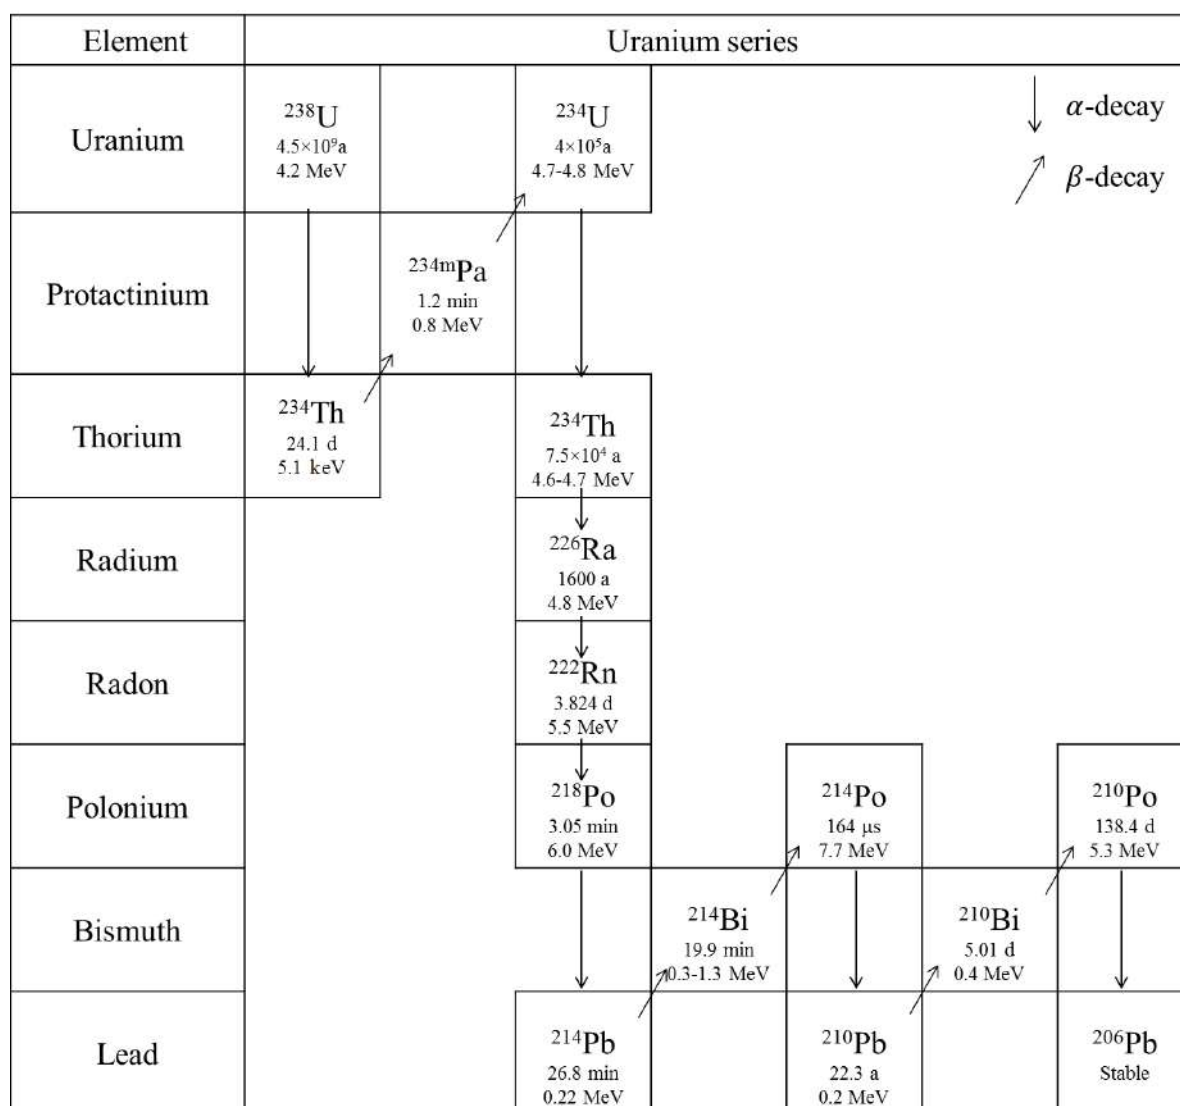 Element
Uranium series
Uranium
²³⁸U
4.5×10⁹a
4.2 MeV
²³⁴U
4×10⁵a
4.7-4.8 MeV
α-decay
β-decay
Protactinium
²³⁴ᵐPa
1.2 min
0.8 MeV
Thorium
²³⁴Th
24.1 d
5.1 keV
²³⁴Th
7.5×10⁴ a
4.6-4.7 MeV
Radium
²²⁶Ra
1600 a
4.8 MeV
Radon
²²²Rn
3.824 d
5.5 MeV
Polonium
²¹⁸Po
3.05 min
6.0 MeV
²¹⁴Po
164 μs
7.7 MeV
²¹⁰Po
138.4 d
5.3 MeV
Bismuth
²¹⁴Bi
19.9 min
0.3-1.3 MeV
²¹⁰Bi
5.01 d
0.4 MeV
Lead
²¹⁴Pb
26.8 min
0.22 MeV
²¹⁰Pb
22.3 a
0.2 MeV
²⁰⁶Pb
Stable